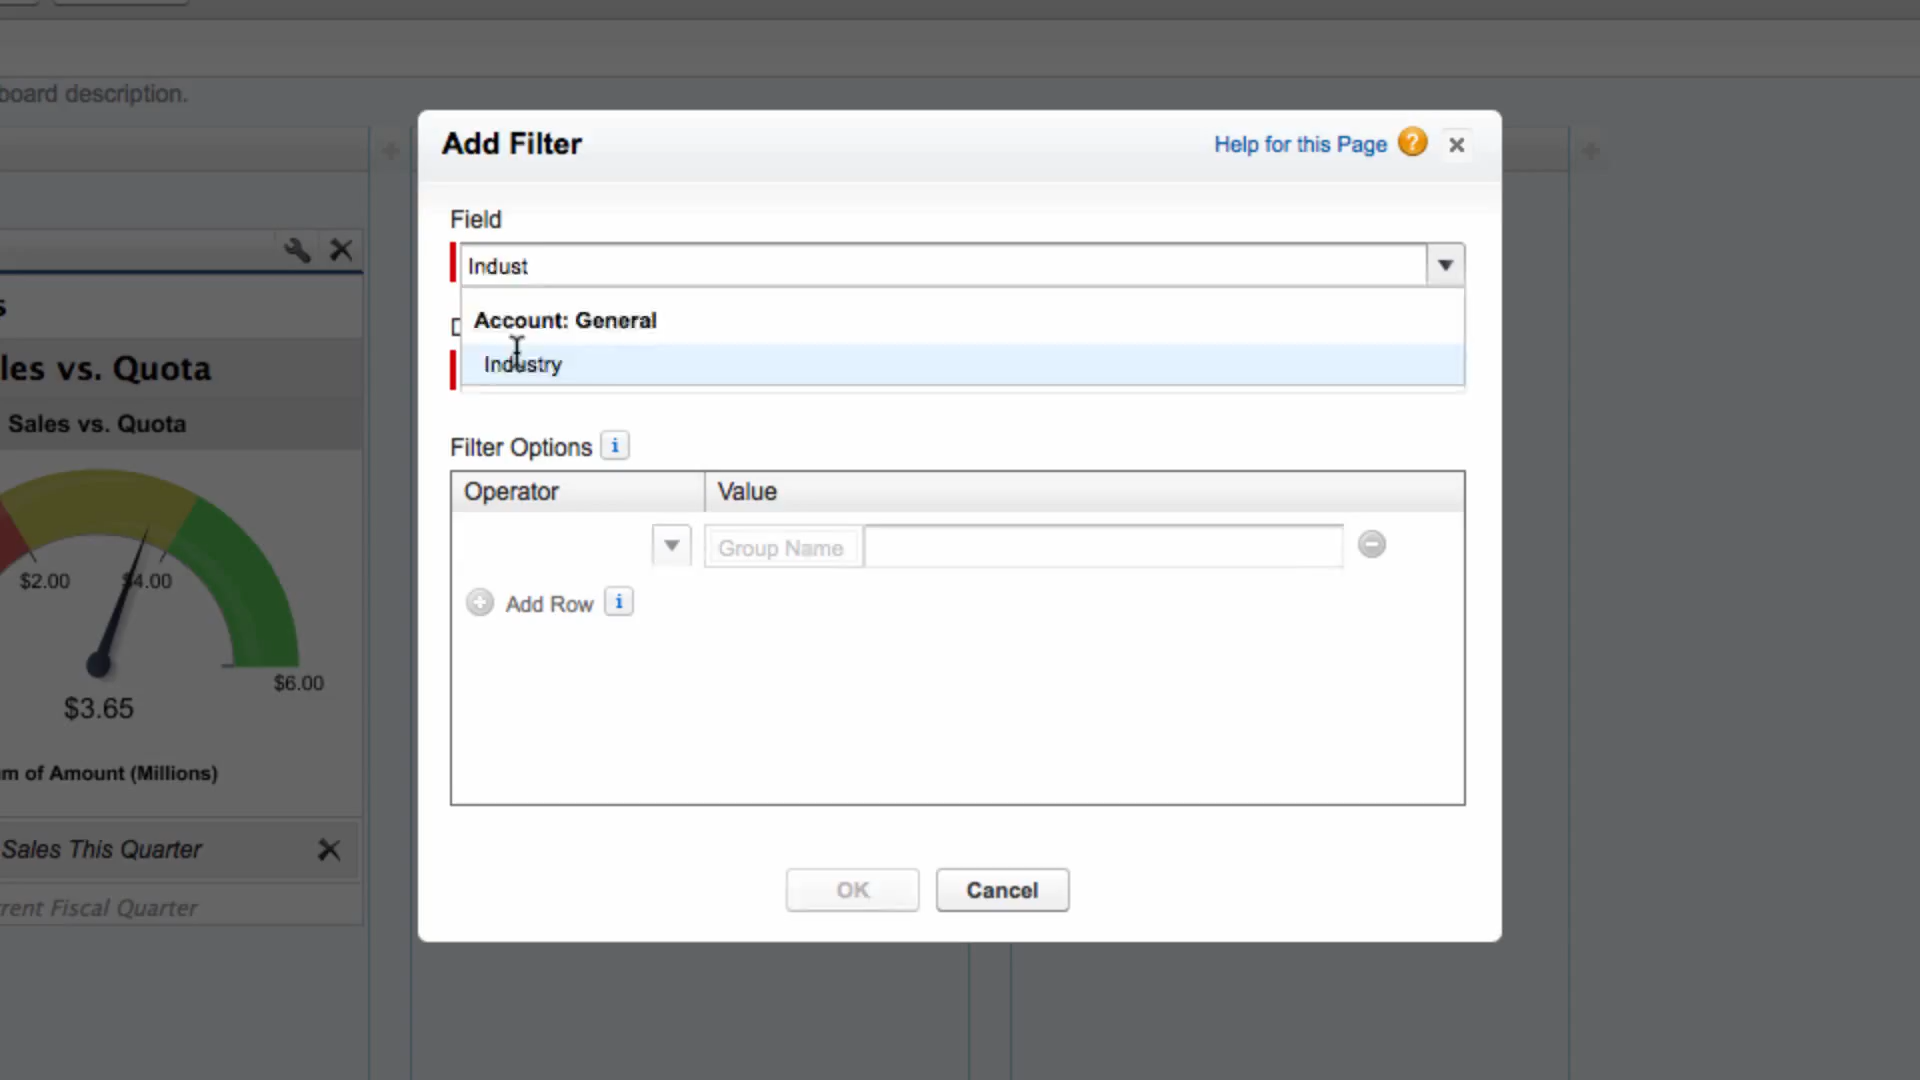 board description.
Add Filter
Help for this Page ?
Field
Indust
Account: General
Industry
s
les vs. Quota
Sales vs. Quota
$2.00
$4.00
$6.00
$3.65
m of Amount (Millions)
Sales This Quarter
rrent Fiscal Quarter
Filter Options i
Operator
Value
Group Name
Add Row i
OK
Cancel